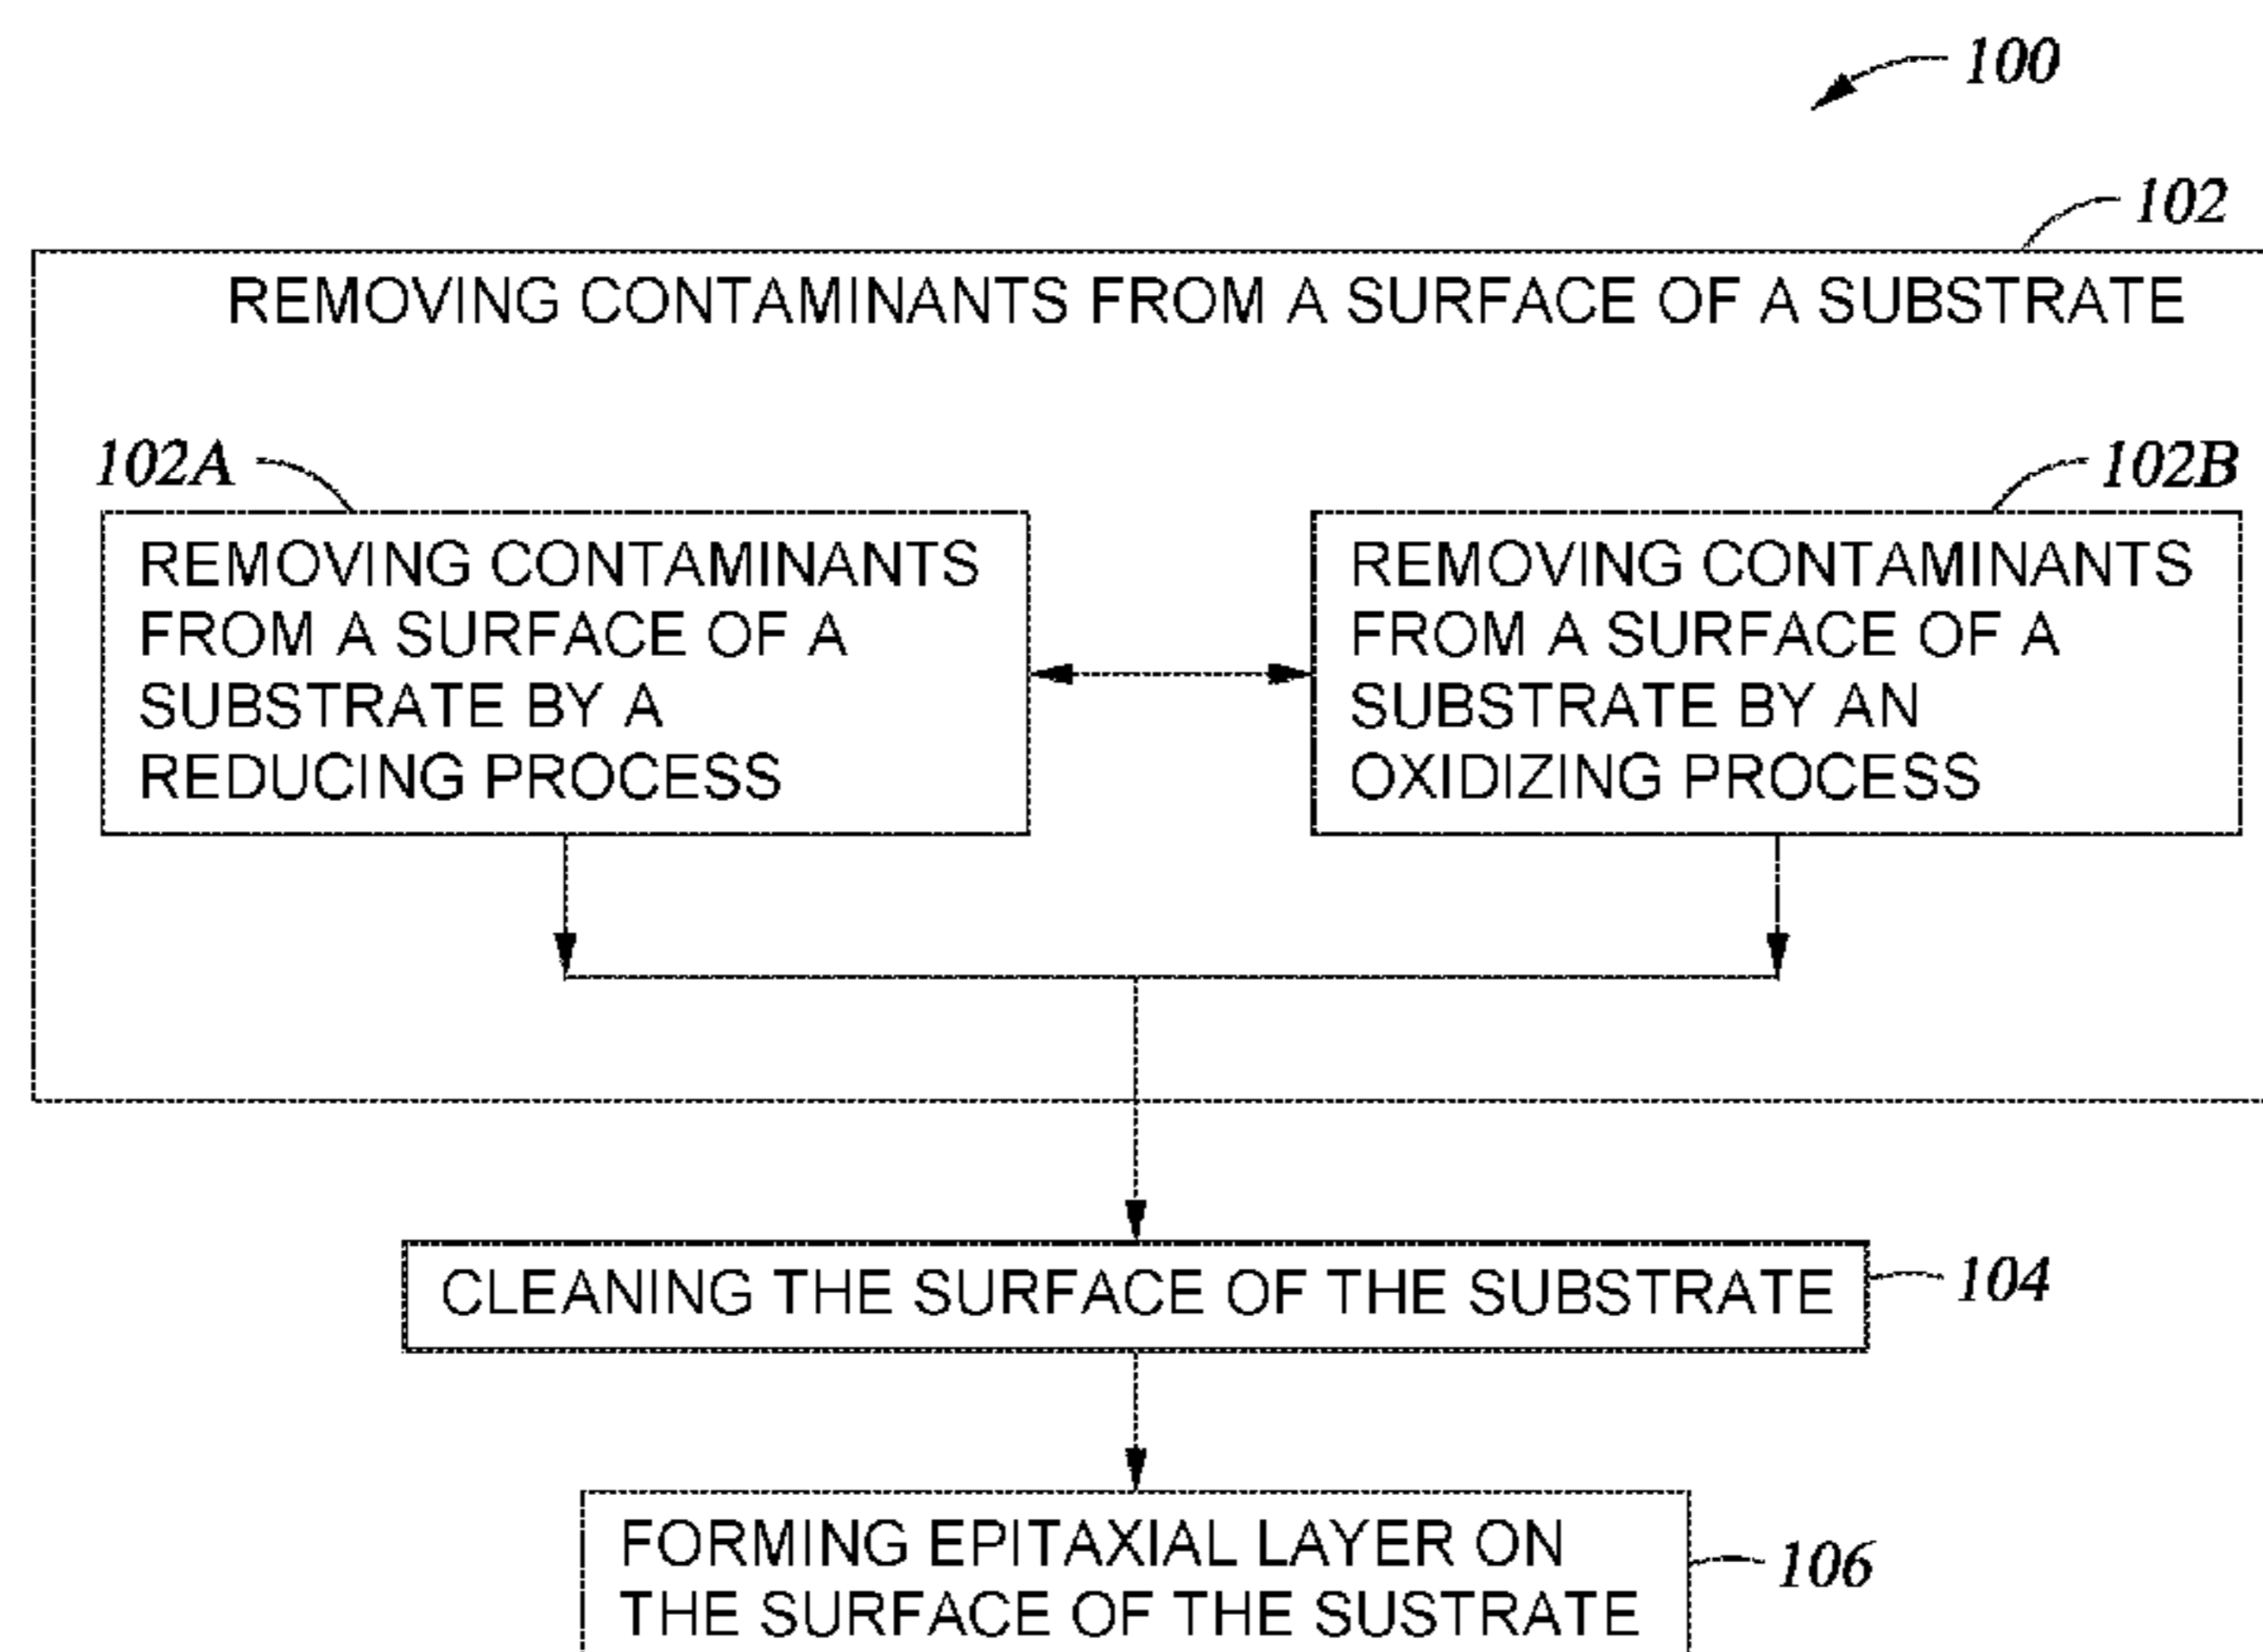 100
102
REMOVING CONTAMINANTS FROM A SURFACE OF A SUBSTRATE
102A
REMOVING CONTAMINANTS
FROM A SURFACE OF A
SUBSTRATE BY A
REDUCING PROCESS
102B
REMOVING CONTAMINANTS
FROM A SURFACE OF A
SUBSTRATE BY AN
OXIDIZING PROCESS
CLEANING THE SURFACE OF THE SUBSTRATE
104
FORMING EPITAXIAL LAYER ON
THE SURFACE OF THE SUSTRATE
106